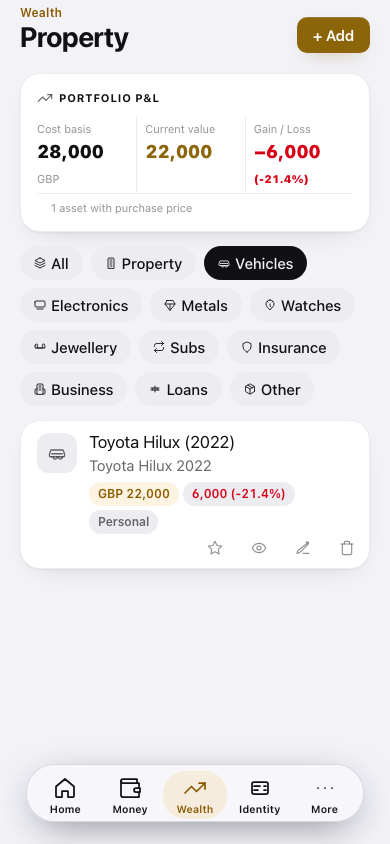 Wealth
Property
+ Add
PORTFOLIO P&L
Cost basis
Current value
Gain / Loss
28,000
22,000
−6,000
GBP
(-21.4%)
1 asset with purchase price
All
Property
Vehicles
Electronics
Metals
Watches
Jewellery
Subs
Insurance
Business
Loans
Other
Toyota Hilux (2022)
Toyota Hilux 2022
GBP 22,000
6,000 (-21.4%)
Personal
Home
Money
Wealth
Identity
More